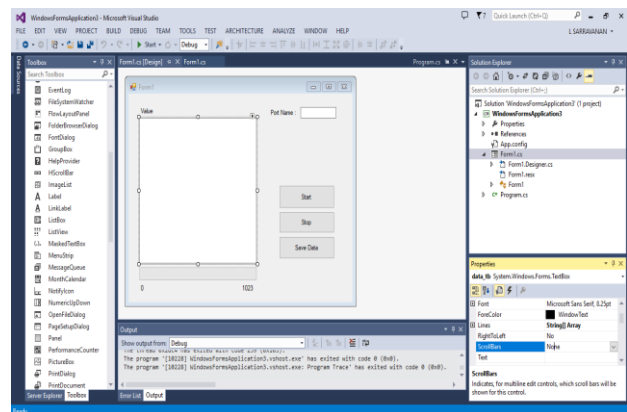 WindowsFormsApplication3 - Microsoft Visual Studio
Quick Launch (Ctrl+Q)
FILE EDIT VIEW PROJECT BUILD DEBUG TEAM TOOLS TEST ARCHITECTURE ANALYZE WINDOW HELP
L SARRAVANAN
Start Debug
Data Sources
Toolbox
Search Toolbox
EventLog
FileSystemWatcher
FlowLayoutPanel
FolderBrowserDialog
FontDialog
GroupBox
HelpProvider
HScrollBar
ImageList
Label
LinkLabel
ListBox
ListView
MaskedTextBox
MenuStrip
MessageQueue
MonthCalendar
NotifyIcon
NumericUpDown
OpenFileDialog
PageSetupDialog
Panel
PerformanceCounter
PictureBox
PrintDialog
PrintDocument
Server Explorer Toolbox
Form1.cs [Design] Form1.cs
Program.cs
Form1
Value
Port Name :
Start
Stop
Save Data
0 1023
Output
Show output from: Debug
The program '[10228] WindowsFormsApplication3.vshost.exe' has exited with code 0 (0x0).
The program '[10228] WindowsFormsApplication3.vshost.exe: Program Trace' has exited with code 0 (0x0).
Error List Output
Solution Explorer
Search Solution Explorer (Ctrl+;)
Solution 'WindowsFormsApplication3' (1 project)
WindowsFormsApplication3
Properties
References
App.config
Form1.cs
Form1.Designer.cs
Form1.resx
Form1
Program.cs
Properties
data_tb System.Windows.Forms.TextBox
Font Microsoft Sans Serif, 8.25pt
ForeColor WindowText
Lines String[] Array
RightToLeft No
ScrollBars None
Text
ScrollBars
Indicates, for multiline edit controls, which scroll bars will be
shown for this control.
Ready